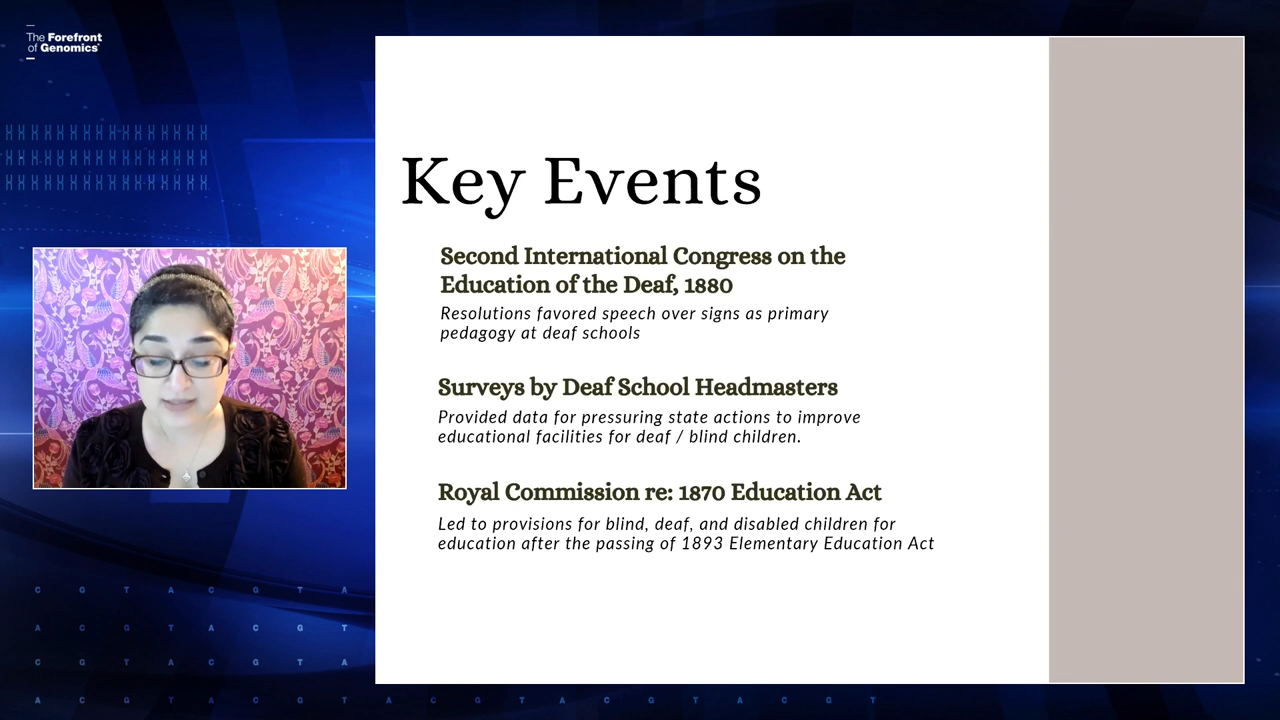 The Forefront
of Genomics
Key Events
Second International Congress on the
Education of the Deaf, 1880
Resolutions favored speech over signs as primary
pedagogy at deaf schools
Surveys by Deaf School Headmasters
Provided data for pressuring state actions to improve
educational facilities for deaf / blind children.
Royal Commission re: 1870 Education Act
Led to provisions for blind, deaf, and disabled children for
education after the passing of 1893 Elementary Education Act
C G T A C G T A
A C G T A C G T
C G T A C G T A
A C G T A C G T A C G T A C G T A C G T